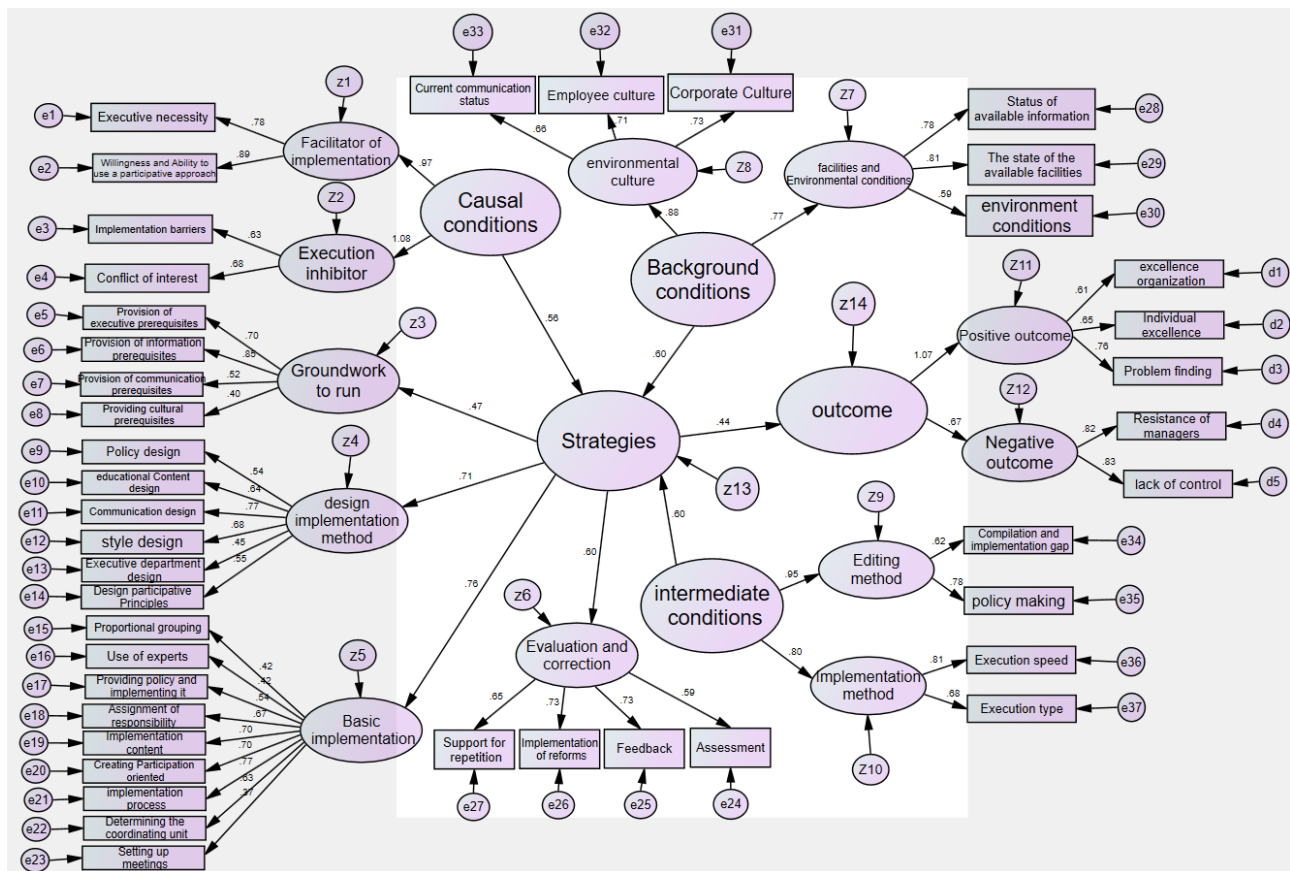 e33
e32
e31
Current communication
status
Employee culture
Corporate Culture
.66
.71
.73
environmental
culture
Z8
z1
e1
Executive necessity
.78
Facilitator of
implementation
e2
Willingness and Ability to
use a participative approach
.89
.97
Z2
e3
Implementation barriers
.63
Execution
inhibitor
e4
Conflict of interest
.68
1.08
Causal
conditions
.56
Z7
facilities and
Environmental conditions
.78
Status of
available information
e28
.81
The state of the
available facilities
e29
.59
environment
conditions
e30
.88
.77
Background
conditions
.60
e5
Provision of
executive prerequisites
.70
e6
Provision of information
prerequisites
.85
e7
Provision of communication
prerequisites
.52
e8
Providing cultural
prerequisites
.40
z3
Groundwork
to run
.47
Strategies
z13
.44
z14
outcome
1.07
.67
Z11
Positive outcome
.61
excellence
organization
d1
.65
Individual
excellence
d2
.76
Problem finding
d3
Z12
Negative
outcome
.82
Resistance of
managers
d4
.83
lack of control
d5
e9
Policy design
.54
e10
educational Content
design
.64
e11
Communication design
.77
e12
style design
.68
e13
Executive department
design
.45
e14
Design participative
Principles
.55
z4
design
implementation
method
.71
.76
.60
.60
intermediate
conditions
.95
.80
Z9
Editing
method
.62
Compilation and
implementation gap
e34
.78
policy making
e35
Implementation
method
Z10
.81
Execution speed
e36
.68
Execution type
e37
e15
Proportional grouping
.42
e16
Use of experts
.42
e17
Providing policy and
implementing it
.54
e18
Assignment of
responsibility
.67
e19
Implementation
content
.70
e20
Creating Participation
oriented
.70
e21
implementation
process
.77
e22
Determining the
coordinating unit
.63
e23
Setting up
meetings
.37
z5
Basic
implementation
z6
Evaluation and
correction
.65
.73
.73
.59
Support for
repetition
Implementation
of reforms
Feedback
Assessment
e27
e26
e25
e24